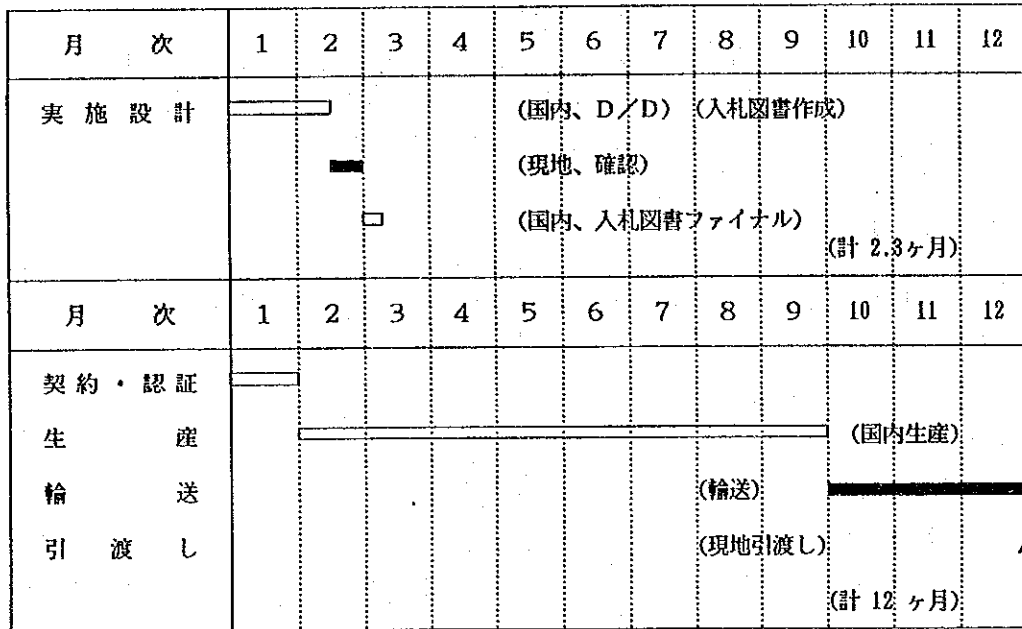 月 次 1 2 3 4 5 6 7 8 9 10 11 12
実施設計 (国内、D/D) (入札図書作成)
(現地、確認)
(国内、入札図書ファイナル)
(計 2.3ヶ月)
月 次 1 2 3 4 5 6 7 8 9 10 11 12
契約・認証
生産 (国内生産)
輸送 (輸送)
引渡し (現地引渡し)
(計 12 ヶ月)